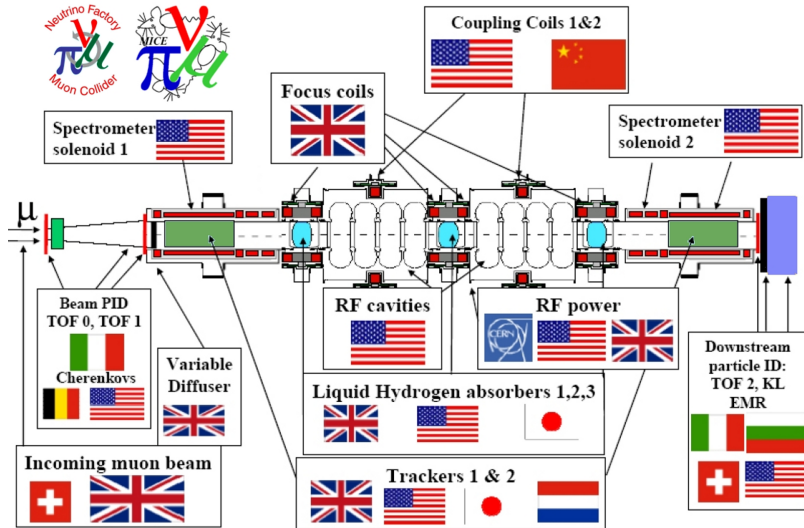 Neutrino Factory
νμπ
Muon Collider
MICE
πνμ
Coupling Coils 1&2
Focus coils
Spectrometer
solenoid 1
Spectrometer
solenoid 2
μ
Beam PID
TOF 0, TOF 1
Cherenkovs
Variable
Diffuser
RF cavities
RF power
CERN
Downstream
particle ID:
TOF 2, KL
EMR
Liquid Hydrogen absorbers 1,2,3
Incoming muon beam
Trackers 1 & 2